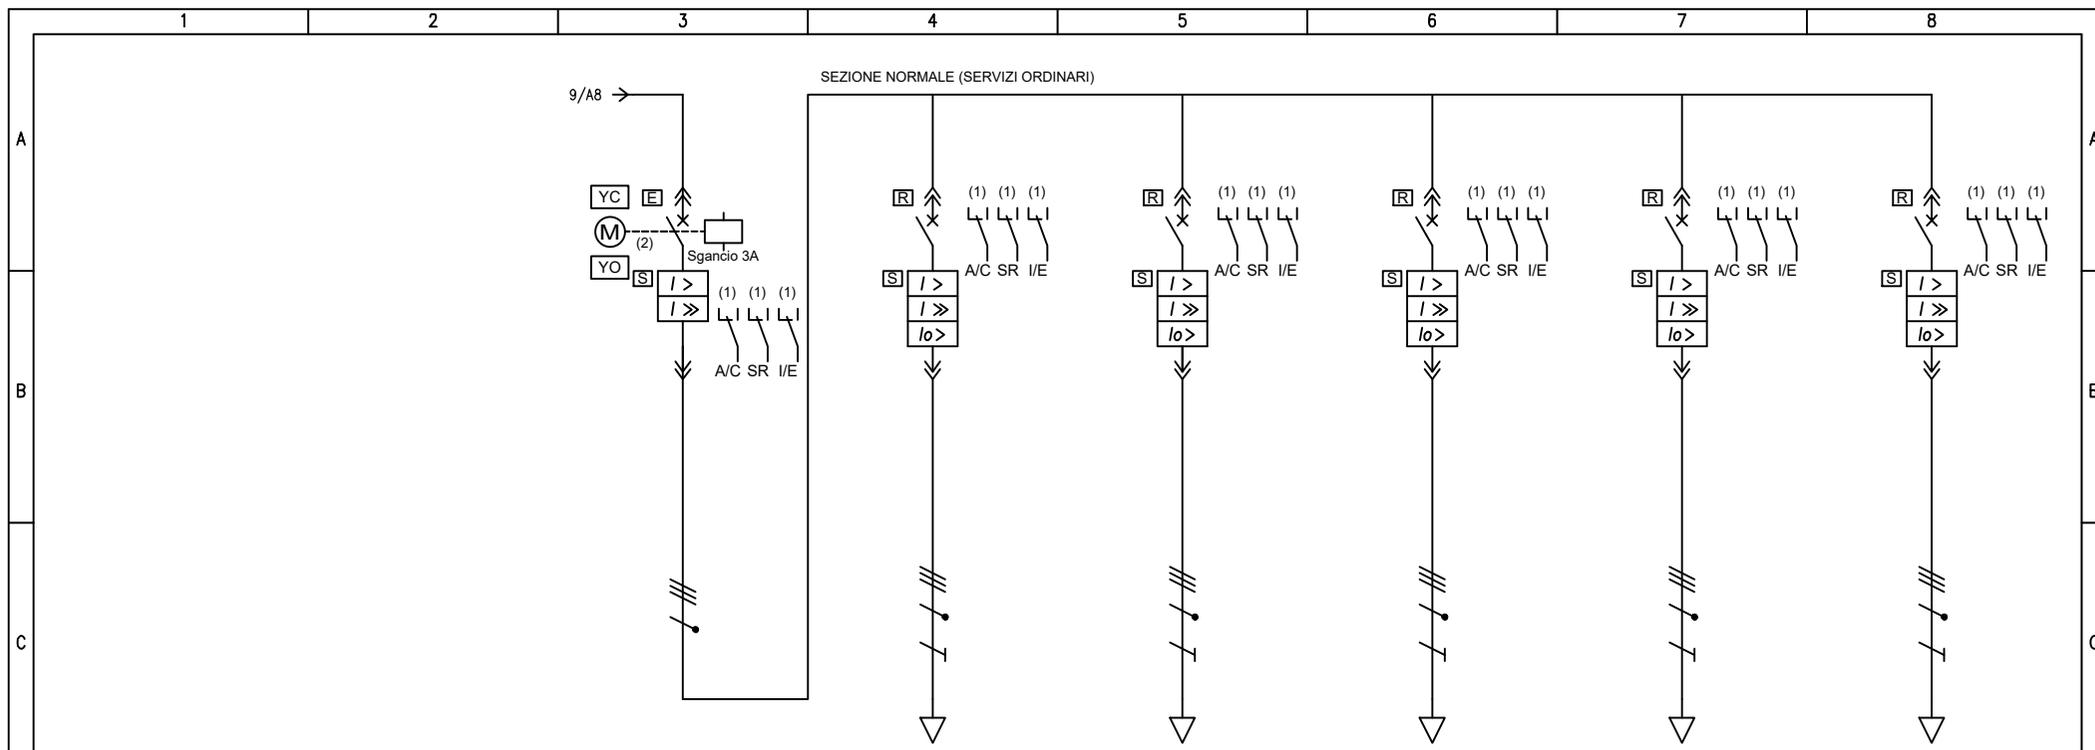 1 2 3 4 5 6 7 8
SEZIONE NORMALE (SERVIZI ORDINARI)
9/A8
A A
YC E R (1) (1) (1) R (1) (1) (1) R (1) (1) (1) R (1) (1) (1) R (1) (1) (1)
M (2)
Sgancio 3A
YO
A/C SR I/E A/C SR I/E A/C SR I/E A/C SR I/E A/C SR I/E
S I > S I > S I > S I > S I > S I >
(1) (1) (1)
I >> I >> I >> I >> I >> I >>
Io > Io > Io > Io > Io >
A/C SR I/E
B B
C C